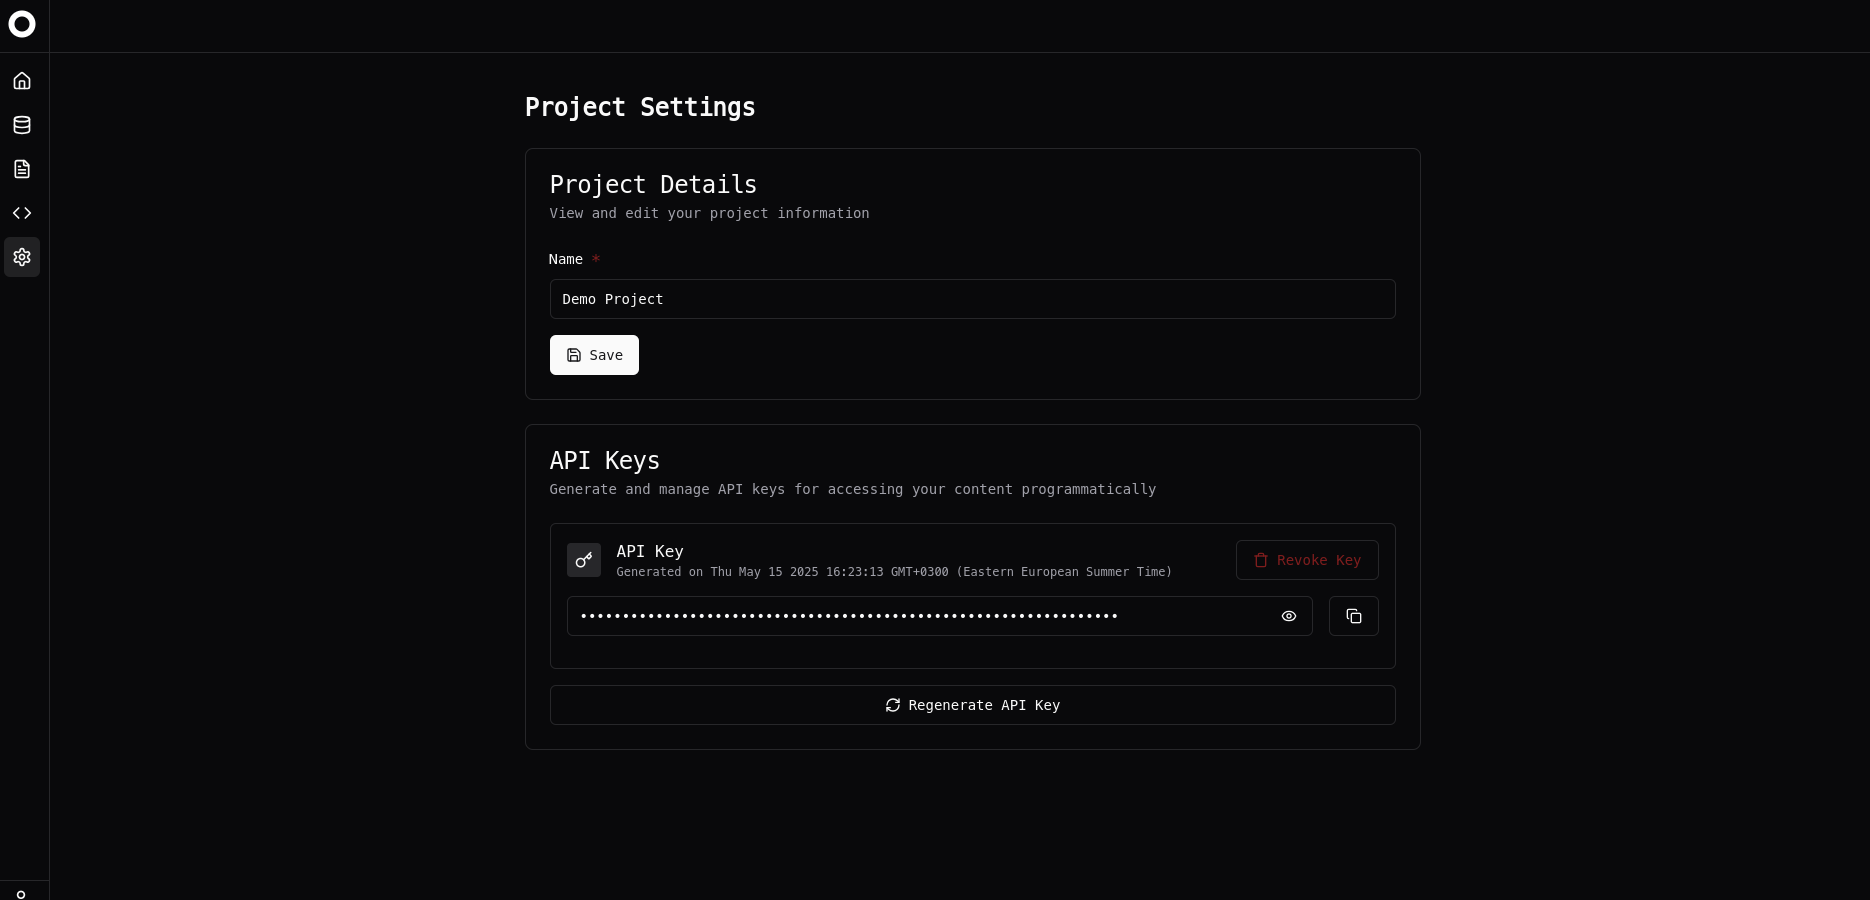 Project Settings
Project Details
View and edit your project information
Name *
Demo Project
Save
API Keys
Generate and manage API keys for accessing your content programmatically
API Key
Generated on Thu May 15 2025 16:23:13 GMT+0300 (Eastern European Summer Time)
Revoke Key
••••••••••••••••••••••••••••••••••••••••••••••••••••••••••••••••
Regenerate API Key